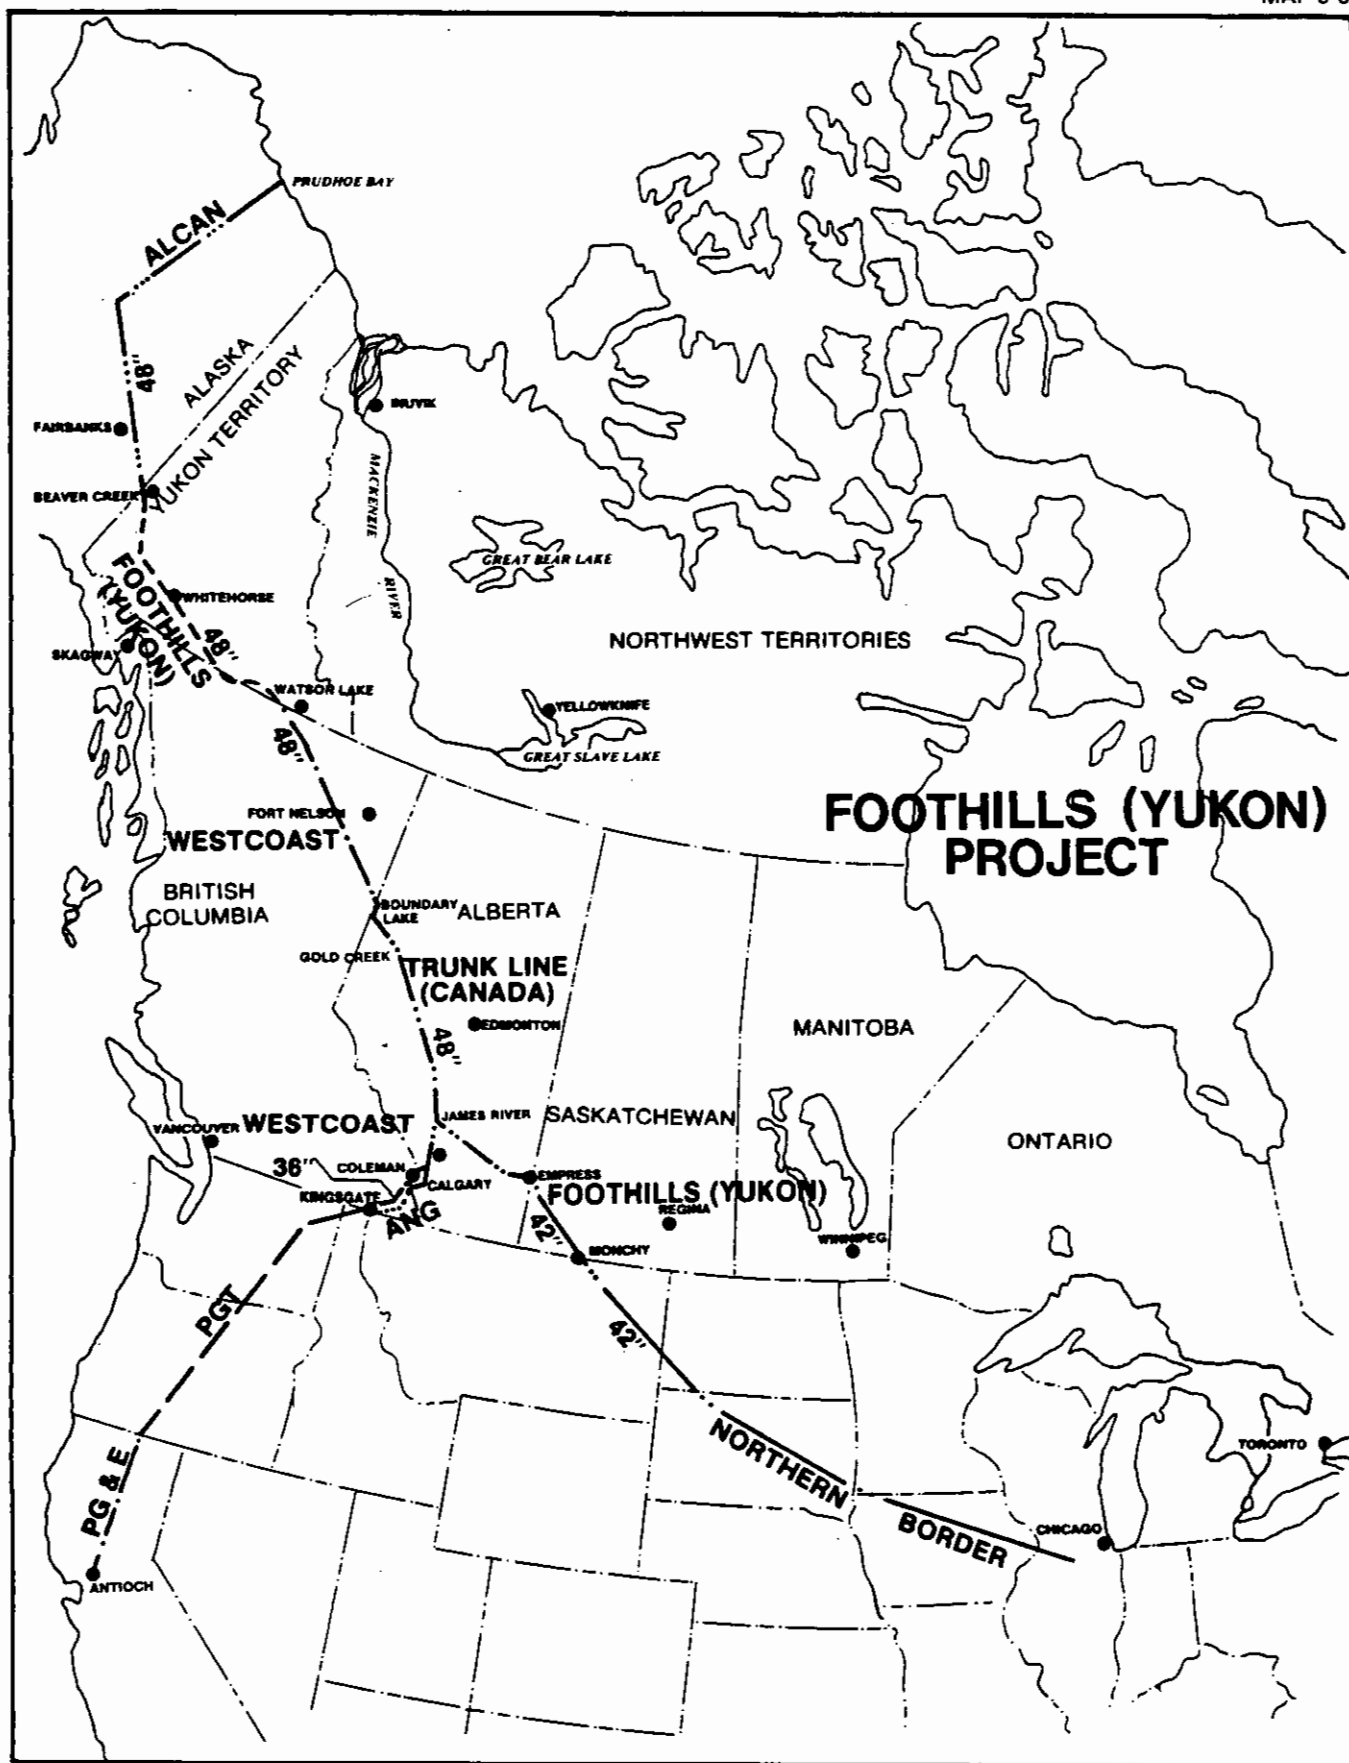 PRUDHOE BAY
ALCAN
48"
ALASKA
YUKON TERRITORY
FAIRBANKS
INUVIK
BEAVER CREEK
MACKENZIE
RIVER
GREAT BEAR LAKE
FOOTHILLS
(YUKON)
WHITEHORSE
48"
SKAGWAY
NORTHWEST TERRITORIES
WATSOR LAKE
YELLOWKNIFE
48"
GREAT SLAVE LAKE
FOOTHILLS (YUKON)
PROJECT
FORT NELSON
WESTCOAST
BRITISH
COLUMBIA
BOUNDARY
LAKE
ALBERTA
GOLD CREEK
TRUNK LINE
(CANADA)
EDMONTON
MANITOBA
48"
JAMES RIVER
SASKATCHEWAN
VANCOUVER
WESTCOAST
ONTARIO
36"
COLEMAN
CALGARY
EMPRESS
KINGSGATE
FOOTHILLS (YUKON)
ANG
REGINA
42"
WINNIPEG
MONCHY
PGT
42"
NORTHERN
BORDER
TORONTO
PG & E
CHICAGO
ANTIOCH